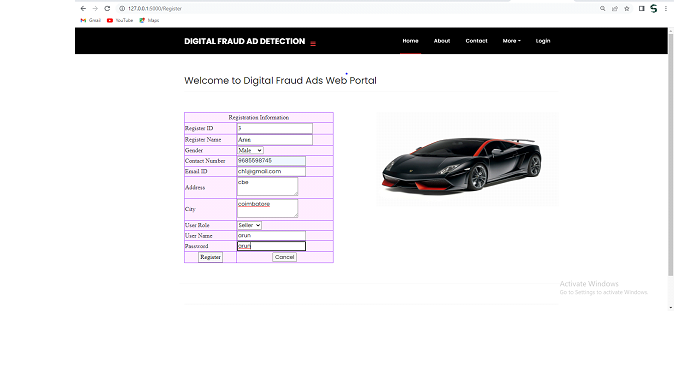 127.0.0.1:5000/Register
Gmail YouTube Maps
DIGITAL FRAUD AD DETECTION Home About Contact More Login
Welcome to Digital Fraud Ads Web Portal
Registration Information
Register ID
Register Name Arun
Gender Male
Contact Number 9685598745
Email ID ch1@gmail.com
Address cbe
City coimbatore
User Role Seller
User Name arun
Password arun
Register Cancel
Activate Windows
Go to Settings to activate Windows.